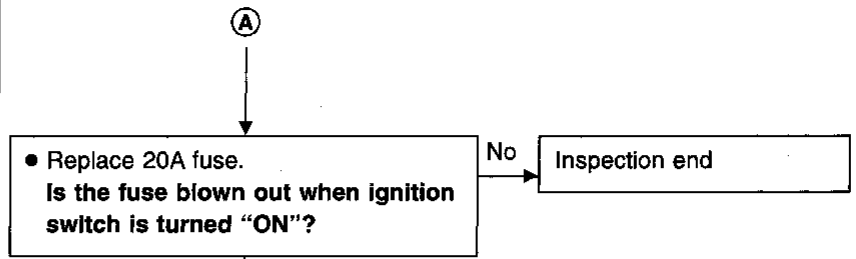 A
● Replace 20A fuse.
Is the fuse blown out when ignition
switch is turned “ON”?
No
Inspection end